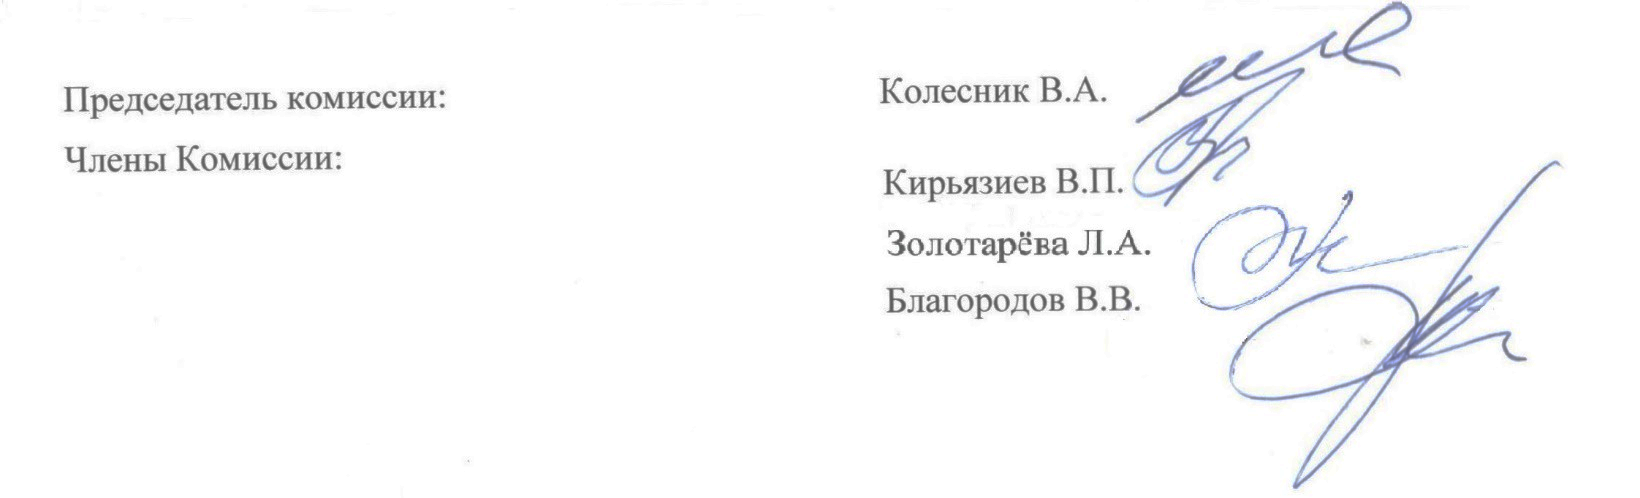 Председатель комиссии: Колесник В.А.
Члены Комиссии:
Кирьязиев В.П.
Золотарёва Л.А.
Благородов В.В.